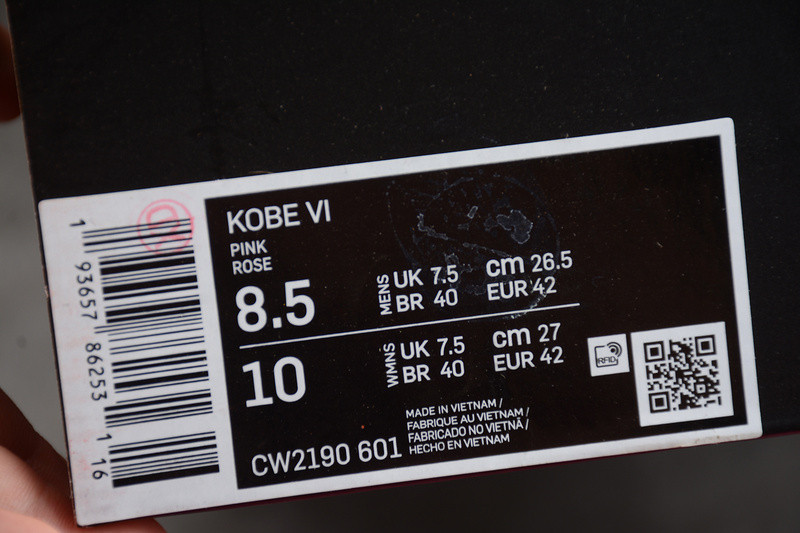 1 93657 86253 1 16
KOBE VI
PINK
ROSE
8.5
MENS
UK 7.5
BR 40
cm 26.5
EUR 42
10
WMNS
UK 7.5
BR 40
cm 27
EUR 42
RFID
CW2190 601
MADE IN VIETNAM /
FABRIQUE AU VIETNAM /
FABRICADO NO VIETNÃ /
HECHO EN VIETNAM